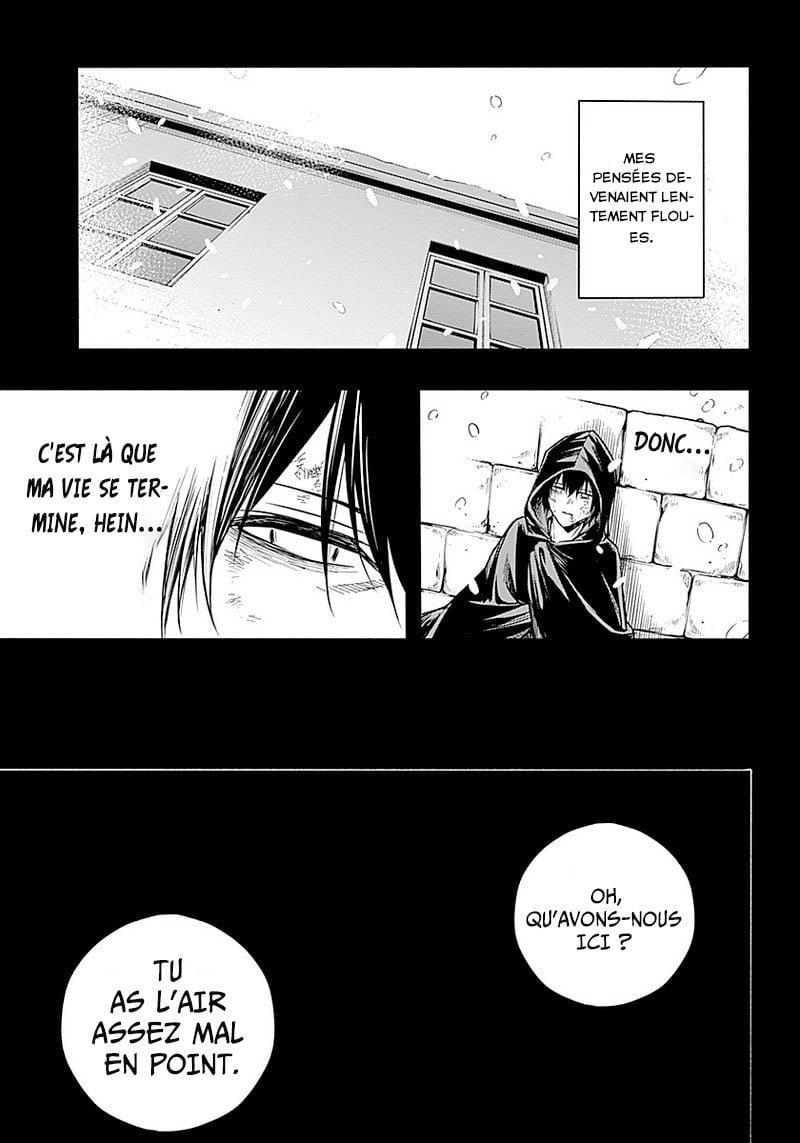 MES
PENSÉES DE-
VENAIENT LEN-
TEMENT FLOU-
ES.
DONC...
C'EST LÀ QUE
MA VIE SE TER-
MINE, HEIN...
OH,
QU'AVONS-NOUS
ICI ?
TU
AS L'AIR
ASSEZ MAL
EN POINT.